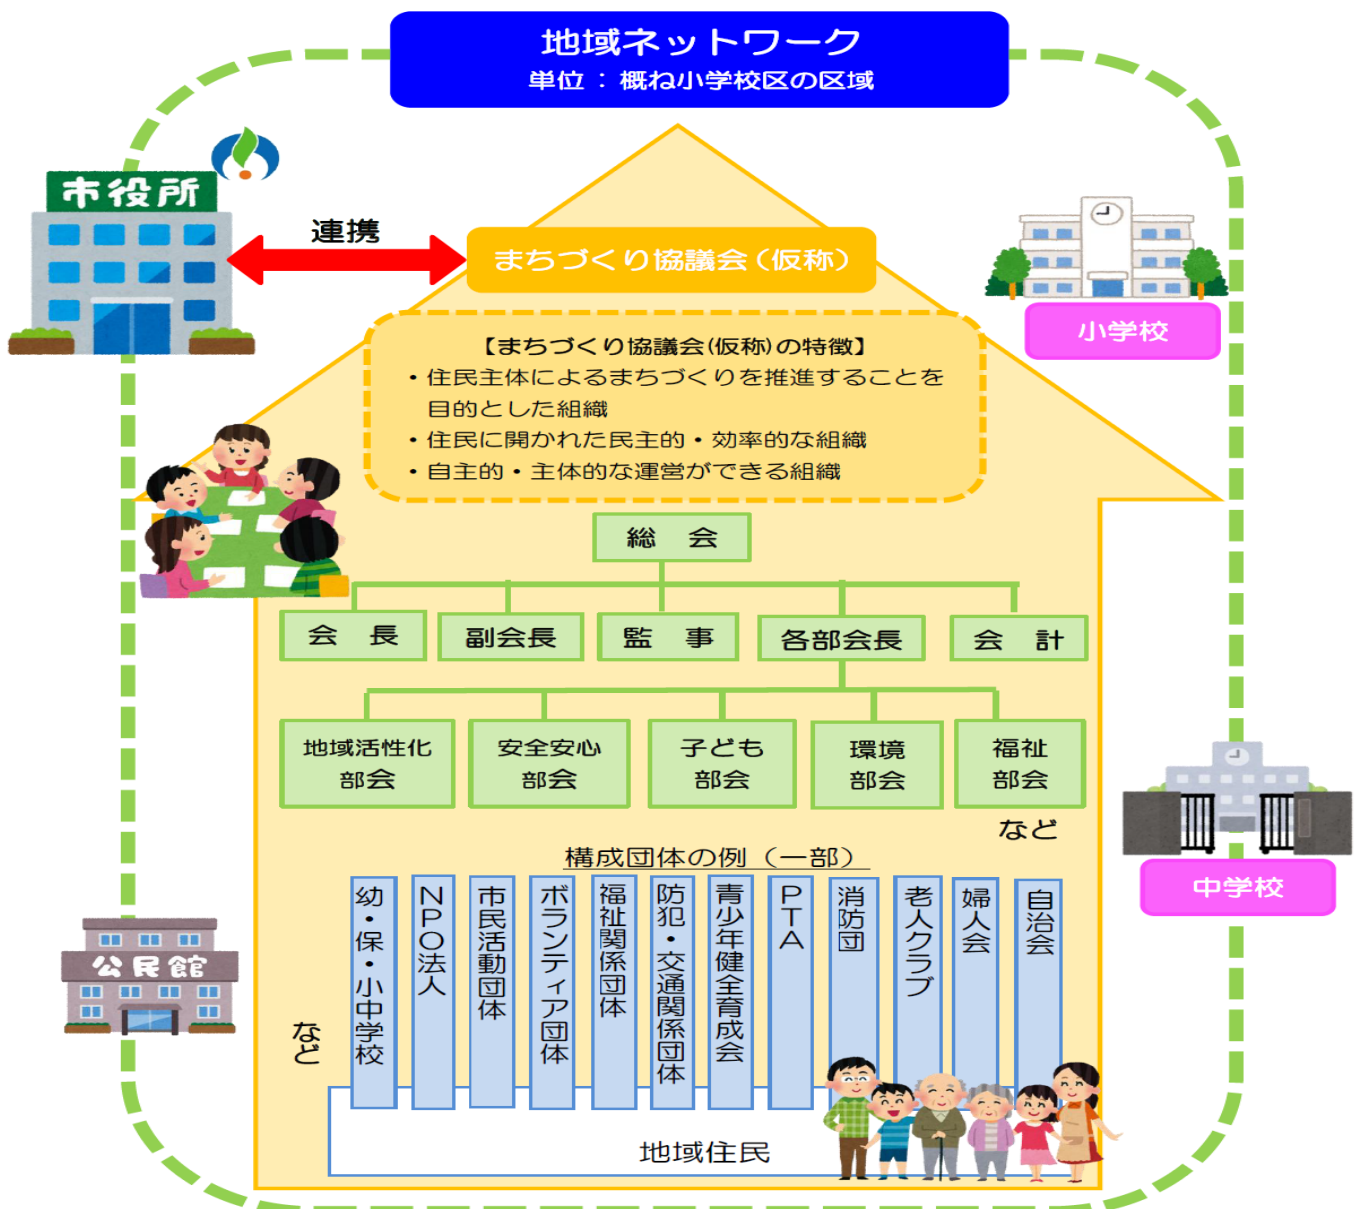 地域ネットワーク
単位：概ね小学校区の区域
市役所
連携
まちづくり協議会(仮称)
小学校
【まちづくり協議会(仮称)の特徴】
・住民主体によるまちづくりを推進することを
目的とした組織
・住民に開かれた民主的・効率的な組織
・自主的・主体的な運営ができる組織
総　会
会　長
副会長
監　事
各部会長
会　計
地域活性化
部会
安全安心
部会
子ども
部会
環境
部会
福祉
部会
など
中学校
公民館
構成団体の例（一部）
自治会
婦人会
老人クラブ
消防団
PTA
青少年健全育成会
防犯・交通関係団体
福祉関係団体
ボランティア団体
市民活動団体
NPO法人
幼・保・小中学校
など
地域住民